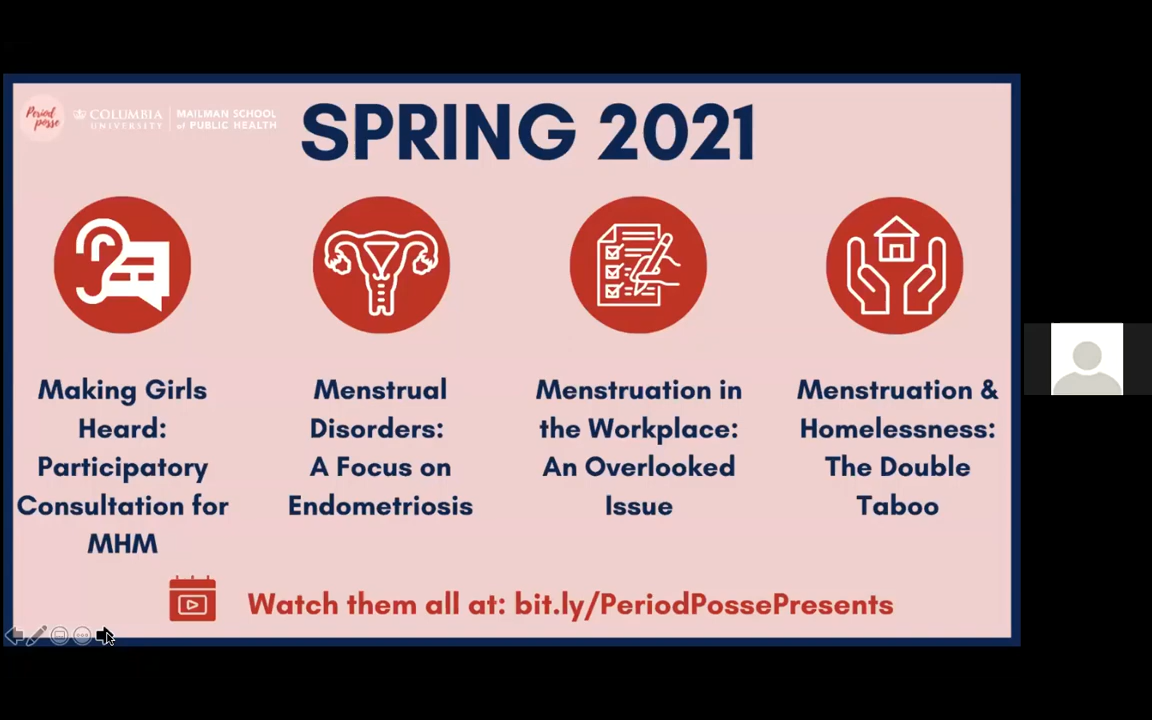 Period
posse
COLUMBIA
UNIVERSITY
MAILMAN SCHOOL
of PUBLIC HEALTH
SPRING 2021
Making Girls
Heard:
Participatory
Consultation for
MHM
Menstrual
Disorders:
A Focus on
Endometriosis
Menstruation in
the Workplace:
An Overlooked
Issue
Menstruation &
Homelessness:
The Double
Taboo
Watch them all at: bit.ly/PeriodPossePresents